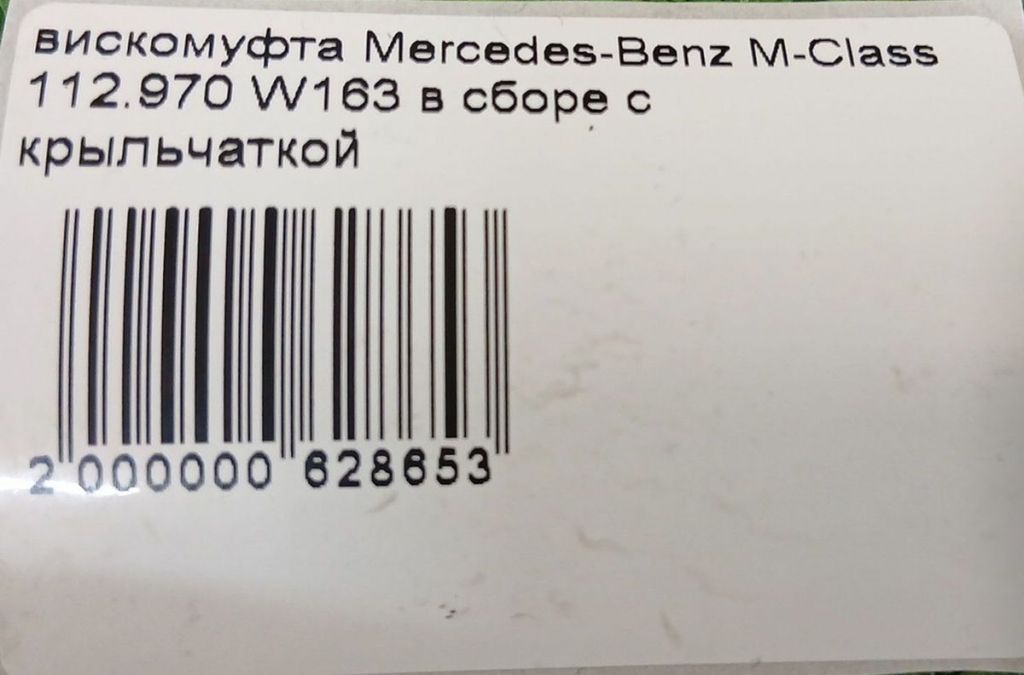 вискомуфта Mercedes-Benz M-Class
112.970 W163 в сборе с
крыльчаткой
2 000000 628653